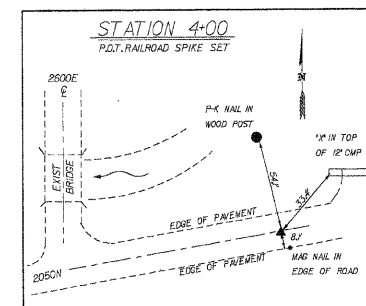 STATION 4+00
P.O.T. RAILROAD SPIKE SET
2600E
℄
N
P-K NAIL IN
WOOD POST
"X" IN TOP
OF 12" CMP
EXIST
BRIDGE
54.1'
33.4'
8.1'
EDGE OF PAVEMENT
EDGE OF PAVEMENT
2050N
MAG NAIL IN
EDGE OF ROAD